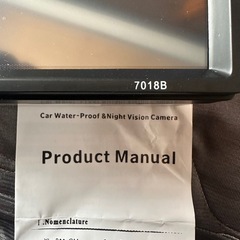 7018B
Car Water-Proof &Night Vision Camera
Product Manual
I .Nomenclature